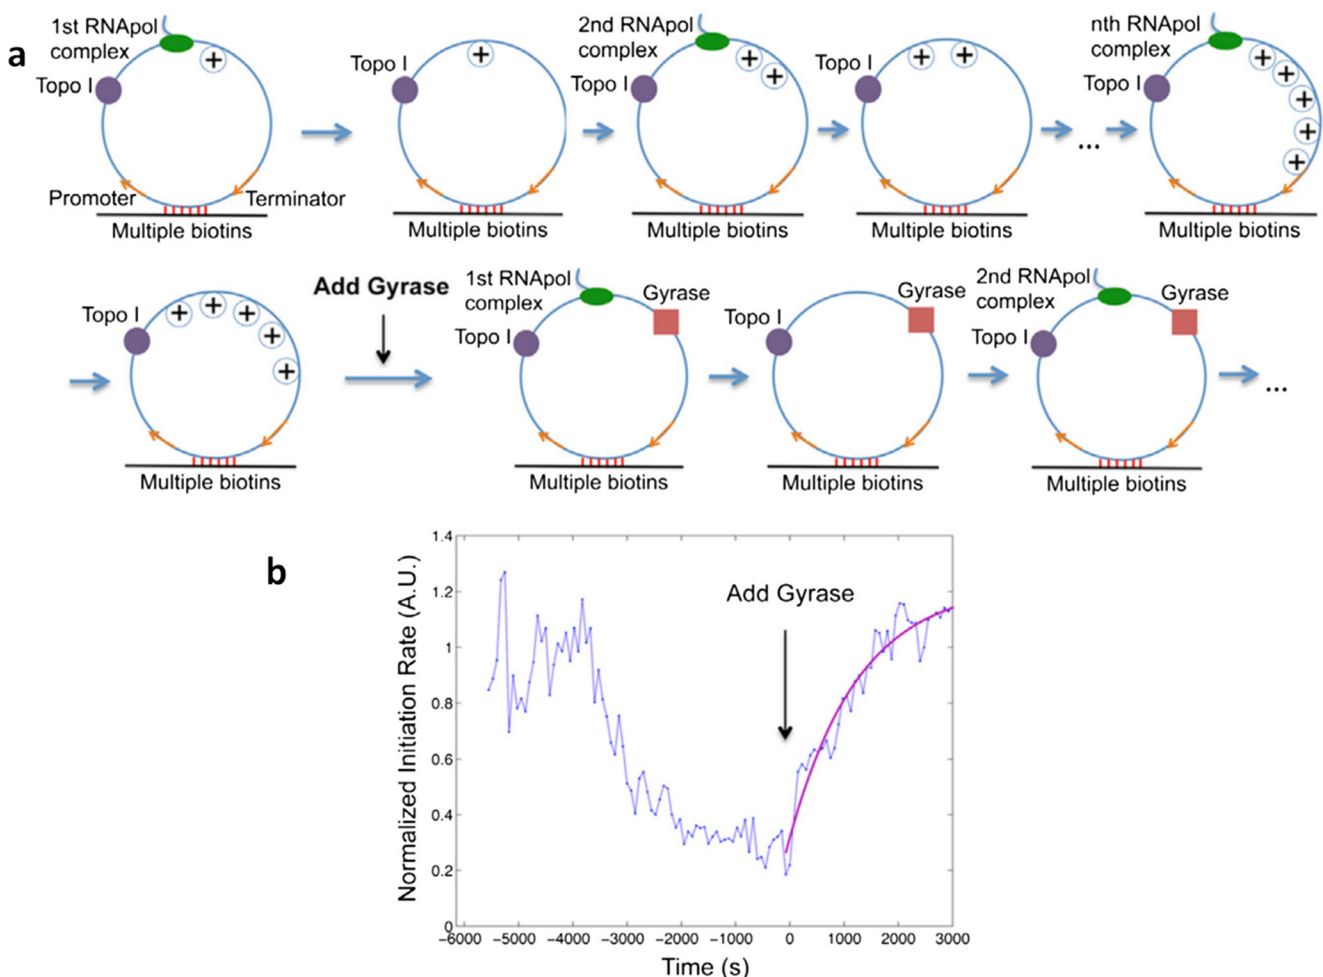 a
1st RNApol
complex
+
Topo I
Promoter
Terminator
Multiple biotins
Topo I
+
Multiple biotins
2nd RNApol
complex
+
+
Topo I
Multiple biotins
Topo I
+ +
Multiple biotins
...
nth RNApol
complex
+
+
+
+
+
Topo I
Multiple biotins
Topo I
+
+
+
+
+
Multiple biotins
Add Gyrase
1st RNApol
complex
Gyrase
Topo I
Multiple biotins
Topo I
Gyrase
Multiple biotins
2nd RNApol
complex
Gyrase
Topo I
Multiple biotins
...
b
Normalized Initiation Rate (A.U.)
1.4
1.2
1
0.8
0.6
0.4
0.2
0
Add Gyrase
−6000 −5000 −4000 −3000 −2000 −1000 0 1000 2000 3000
Time (s)